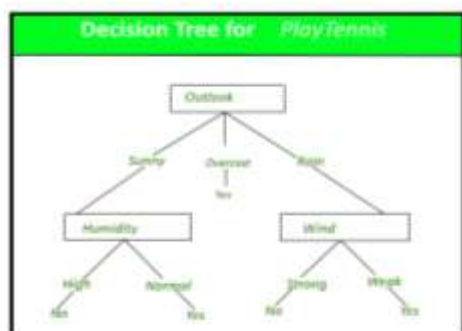 Decision Tree for PlayTennis
Outlook
Sunny Overcast Rain
Yes
Humidity Wind
High Normal Strong Weak
No Yes No Yes